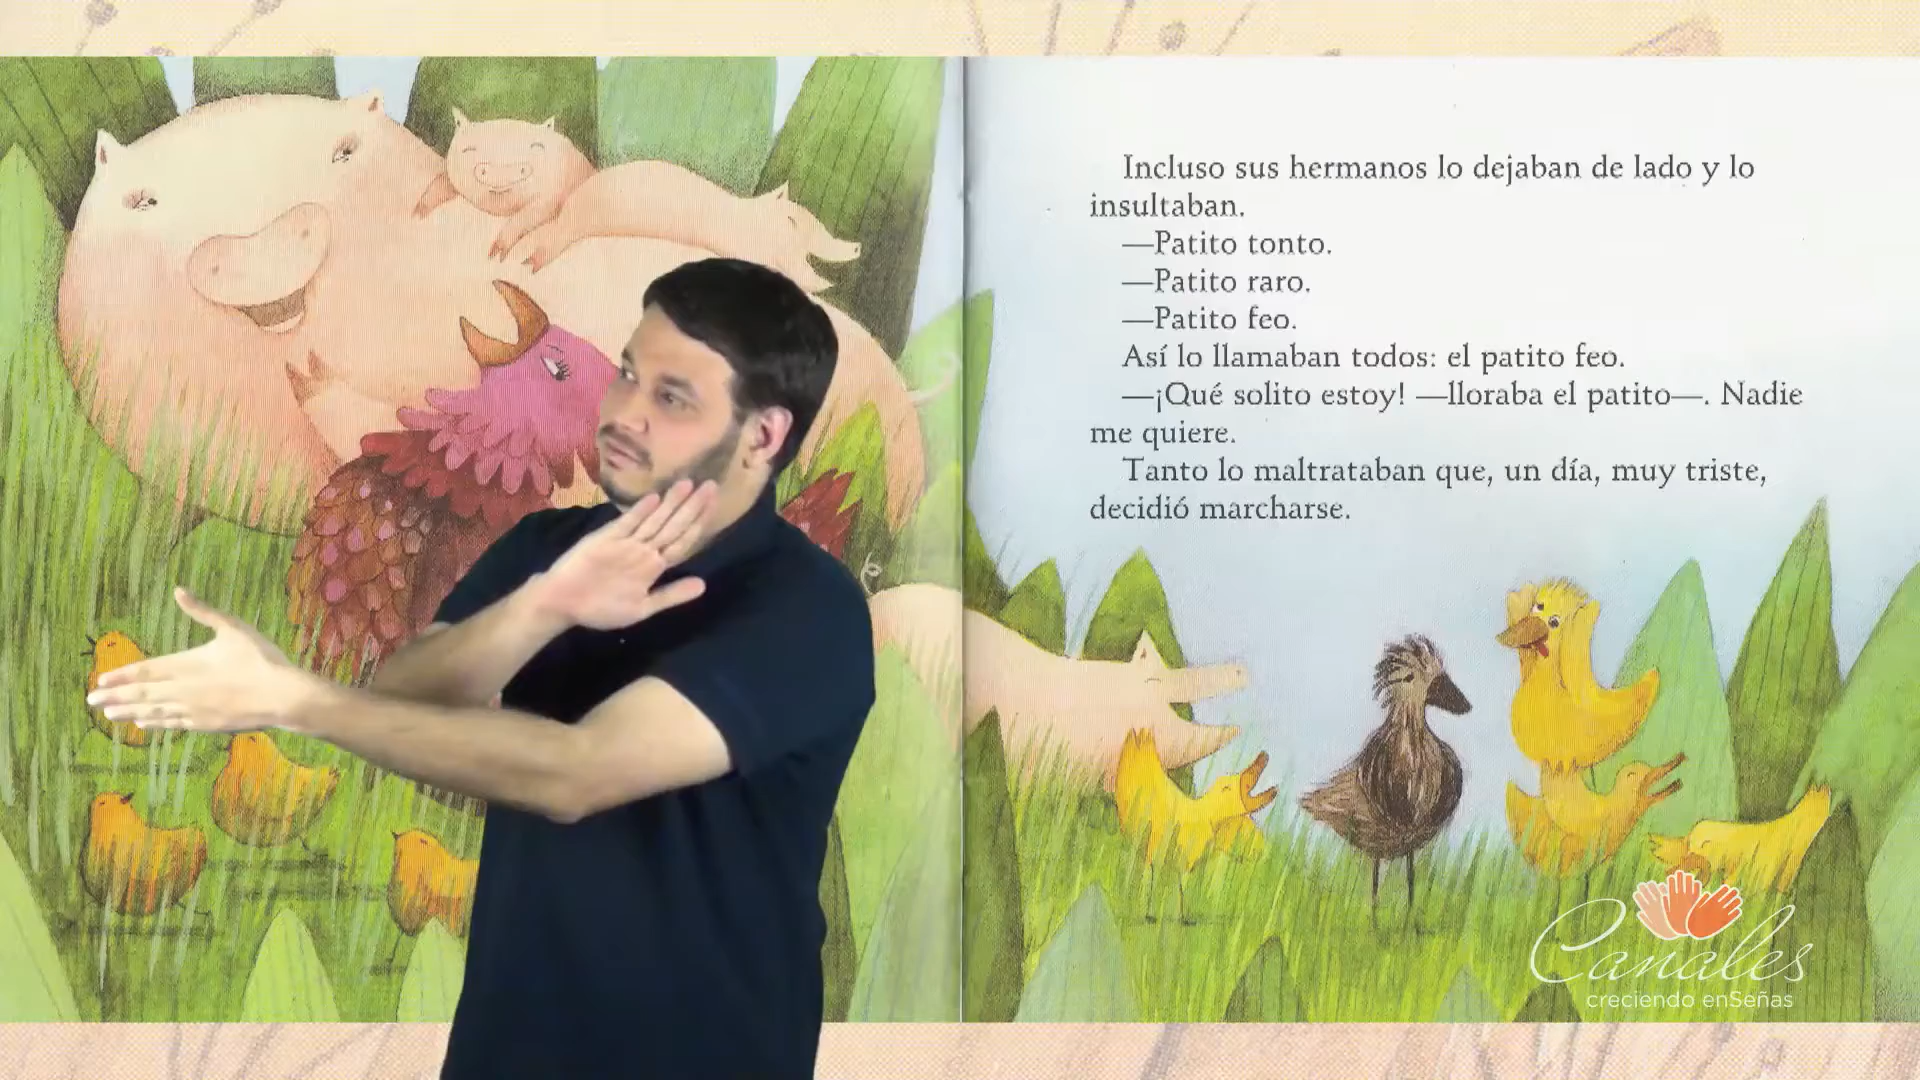 Incluso sus hermanos lo dejaban de lado y lo
insultaban.
—Patito tonto.
—Patito raro.
—Patito feo.
Así lo llamaban todos: el patito feo.
—¡Qué solito estoy! —lloraba el patito—. Nadie
me quiere.
Tanto lo maltrataban que, un día, muy triste,
decidió marcharse.
Canales
creciendo enSeñas